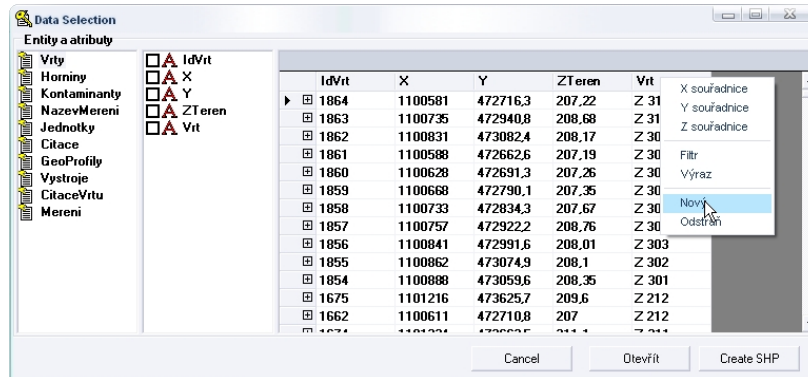 Data Selection
Entity a atributy
Vrty
Horniny
Kontaminanty
NazevMereni
Jednotky
Citace
GeoProfily
Vystroje
CitaceVrtu
Mereni
IdVrt
X
Y
ZTeren
Vrt
IdVrt X Y ZTeren Vrt
1864 1100581 472716,3 207,22 Z 31
1863 1100735 472940,8 208,68 Z 31
1862 1100831 473082,4 208,17 Z 30
1861 1100588 472662,6 207,19 Z 30
1860 1100628 472691,3 207,26 Z 30
1859 1100668 472790,1 207,35 Z 30
1858 1100733 472834,3 207,67 Z 30
1857 1100757 472922,2 208,76 Z 30
1856 1100841 472991,6 208,01 Z 303
1855 1100862 473074,9 208,1 Z 302
1854 1100888 473059,6 208,35 Z 301
1675 1101216 473625,7 209,6 Z 212
1662 1100611 472710,8 207 Z 212
X souřadnice
Y souřadnice
Z souřadnice
Filtr
Výraz
Nový
Odstraň
Cancel Otevřít Create SHP